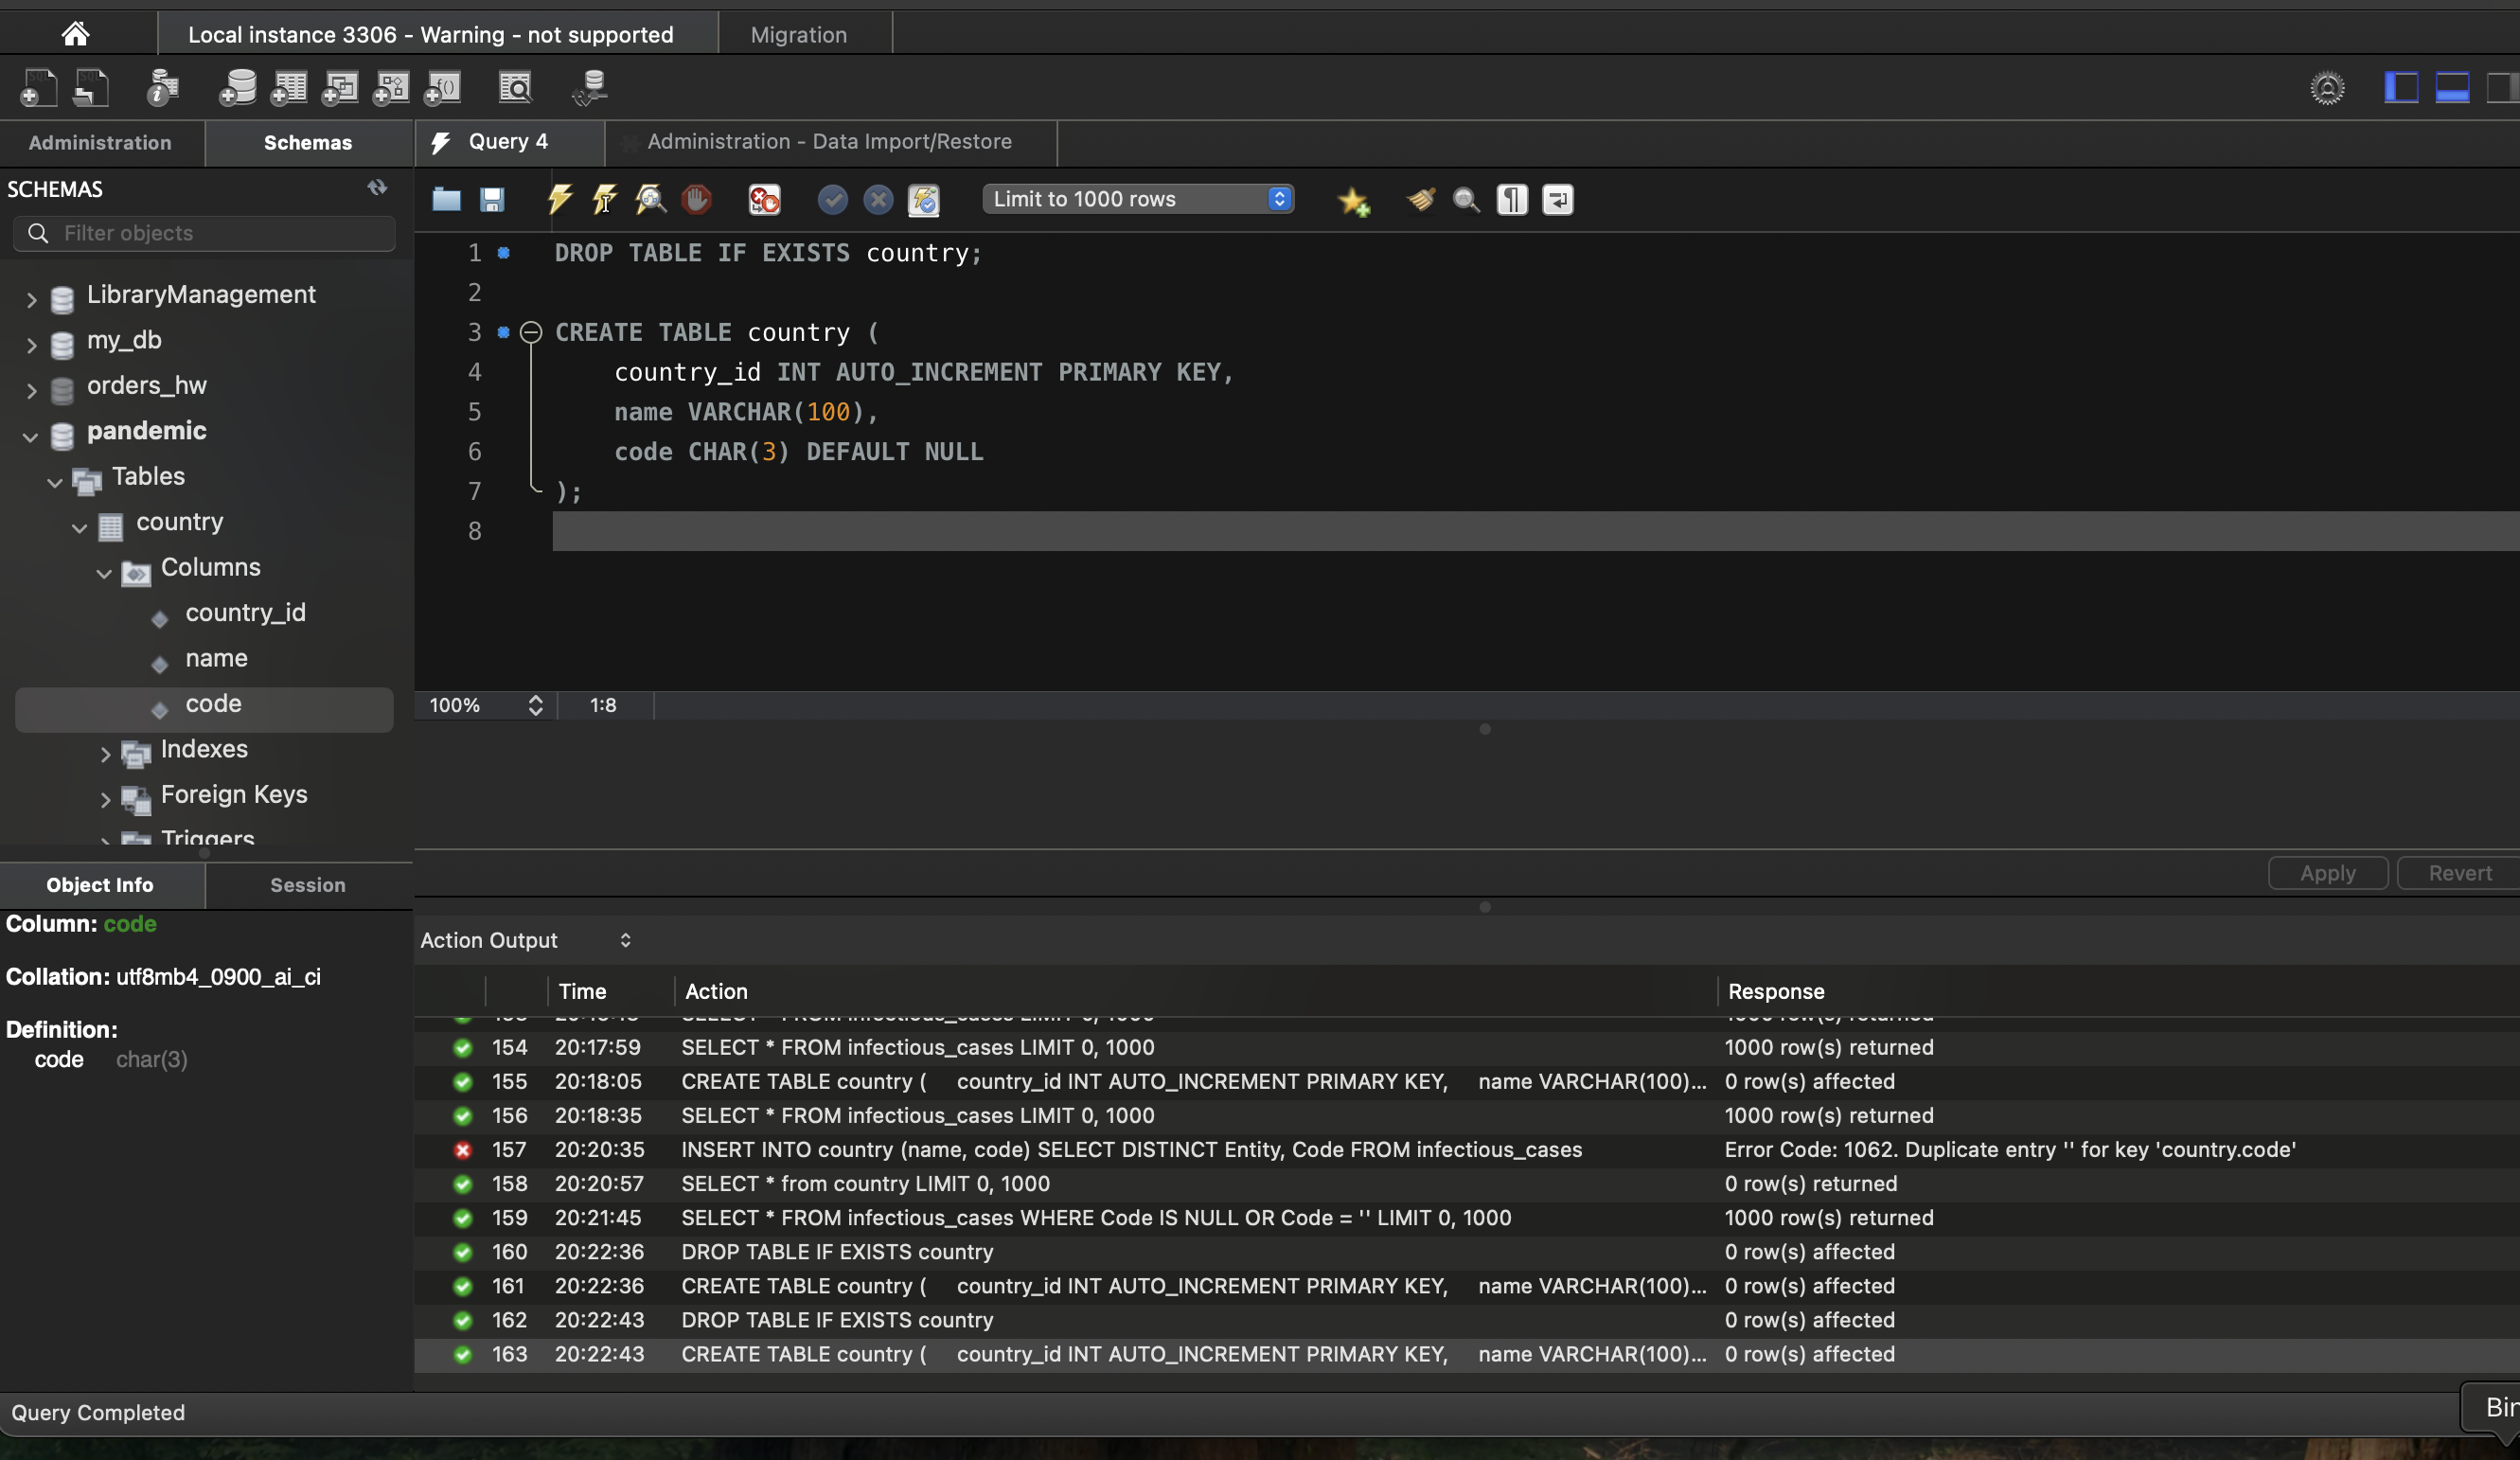 Local instance 3306 - Warning - not supported
Migration
Administration
Schemas
Query 4
Administration - Data Import/Restore
SCHEMAS
Filter objects
Limit to 1000 rows
LibraryManagement
my_db
orders_hw
pandemic
Tables
country
Columns
country_id
name
code
Indexes
Foreign Keys
Triggers
1 DROP TABLE IF EXISTS country;
2
3 CREATE TABLE country (
4 country_id INT AUTO_INCREMENT PRIMARY KEY,
5 name VARCHAR(100),
6 code CHAR(3) DEFAULT NULL
7 );
8
100% 1:8
Apply Revert
Object Info Session
Column: code
Collation: utf8mb4_0900_ai_ci
Definition:
code char(3)
Action Output
Time Action Response
154 20:17:59 SELECT * FROM infectious_cases LIMIT 0, 1000 1000 row(s) returned
155 20:18:05 CREATE TABLE country ( country_id INT AUTO_INCREMENT PRIMARY KEY, name VARCHAR(100)... 0 row(s) affected
156 20:18:35 SELECT * FROM infectious_cases LIMIT 0, 1000 1000 row(s) returned
157 20:20:35 INSERT INTO country (name, code) SELECT DISTINCT Entity, Code FROM infectious_cases Error Code: 1062. Duplicate entry '' for key 'country.code'
158 20:20:57 SELECT * from country LIMIT 0, 1000 0 row(s) returned
159 20:21:45 SELECT * FROM infectious_cases WHERE Code IS NULL OR Code = '' LIMIT 0, 1000 1000 row(s) returned
160 20:22:36 DROP TABLE IF EXISTS country 0 row(s) affected
161 20:22:36 CREATE TABLE country ( country_id INT AUTO_INCREMENT PRIMARY KEY, name VARCHAR(100)... 0 row(s) affected
162 20:22:43 DROP TABLE IF EXISTS country 0 row(s) affected
163 20:22:43 CREATE TABLE country ( country_id INT AUTO_INCREMENT PRIMARY KEY, name VARCHAR(100)... 0 row(s) affected
Query Completed